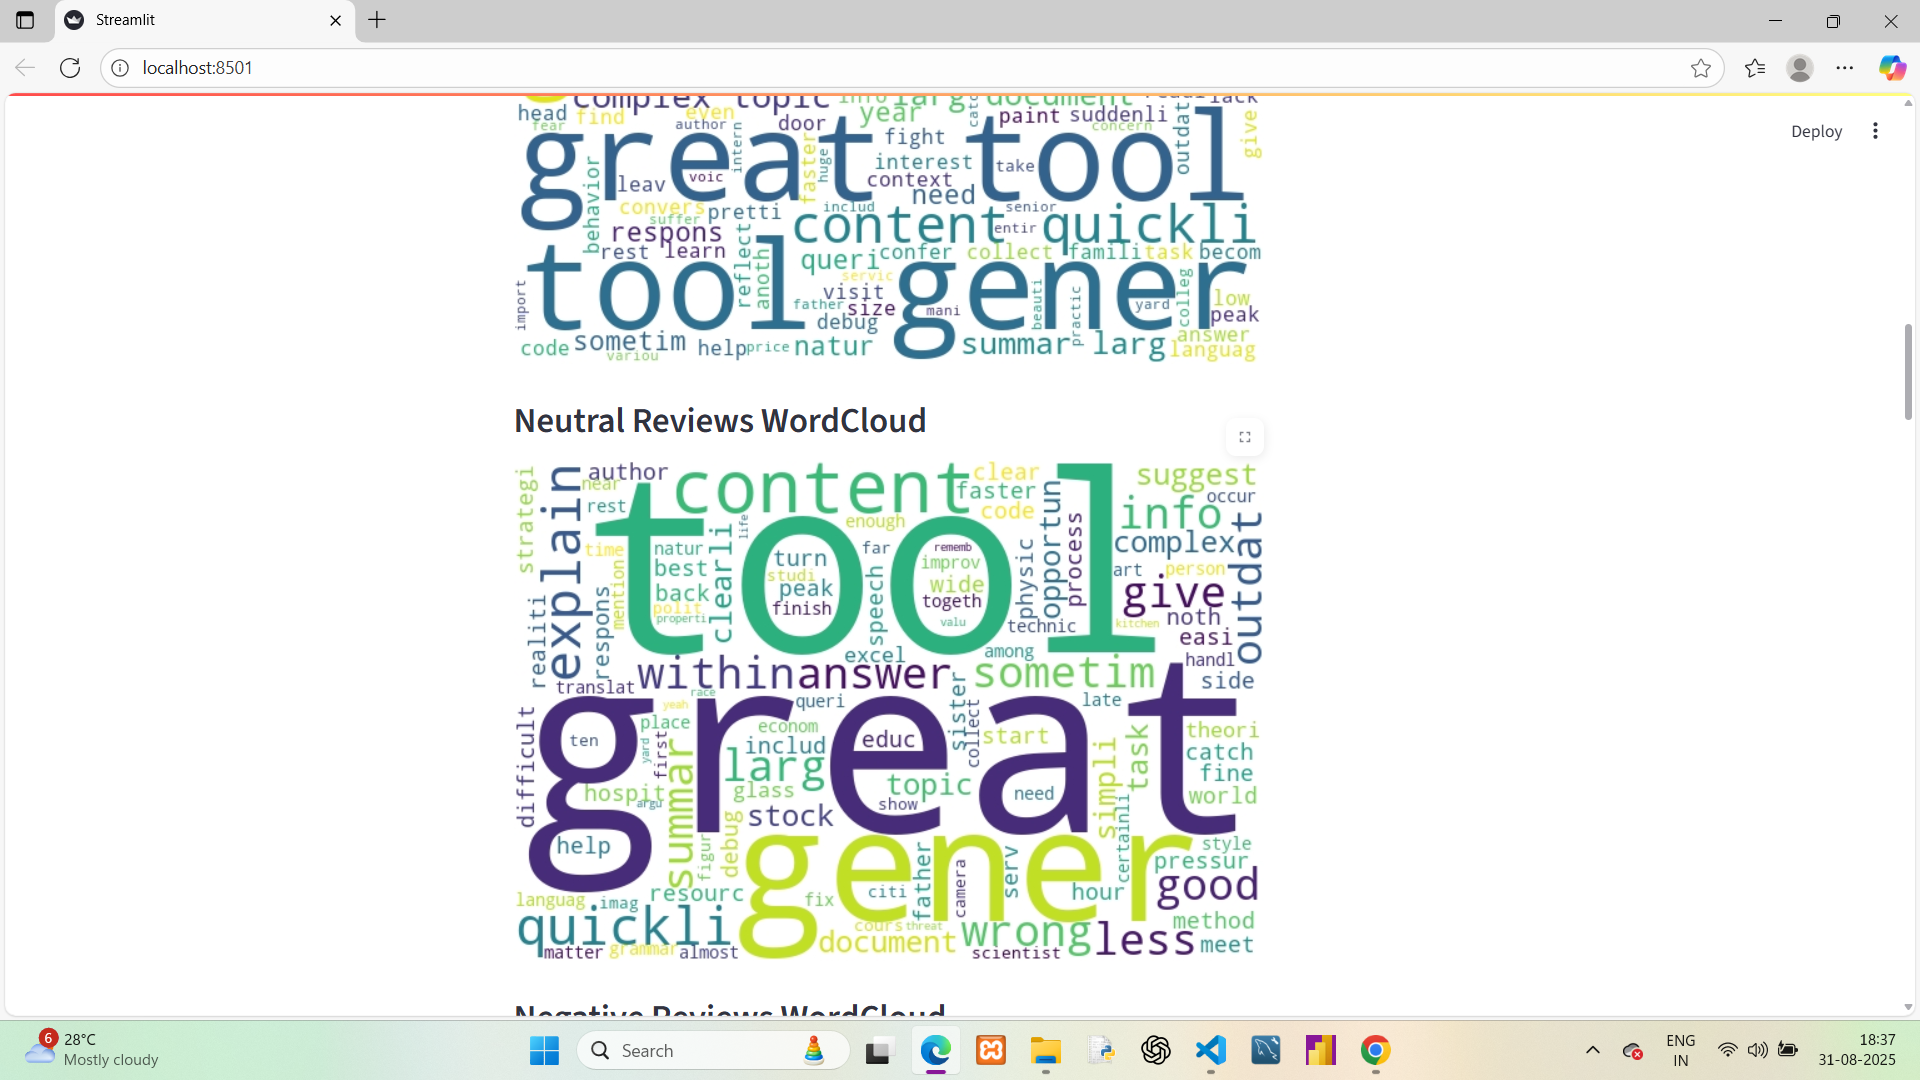 Streamlit
localhost:8501
Deploy
complex topic info larg document lack
head find even author door year catc paint suddenli concern outdat give
fear great tool intern faster huge fight interest take
behavior leav voic context need
convers suffer pretti includ senior
respons content entir quickli
rest learn reflect anoth queri confer collect famili task becom
tool servic gener
import father visit size mani beauti practic yard colleg low peak
debug answer
code sometim variou help price natur summar larg languag
Neutral Reviews WordCloud
strategi author near rest content clear faster code suggest occur
explain tool enough life opportun info outdat
time natur best back clearli turn studi peak finish far speech rememb improv wide togeth valu physic process complex art person
realiti respons mention polit properti technic kitchen give noth easi
excel among handl side
translat within answer sometim
race yeah queri sister collect late
difficult ten place yard first great econom includ educ start simpli task theori catch fine world
hospit argu summar larg glass topic show need certainli
stock
help figur debug gener style pressur
languag imag resourc fix citi father camera serv hour good
quickli cours threat method
matter grammar almost document wrong scientist less meet
Negative Reviews WordCloud
6
28°C
Mostly cloudy
Search
ENG
IN
18:37
31-08-2025